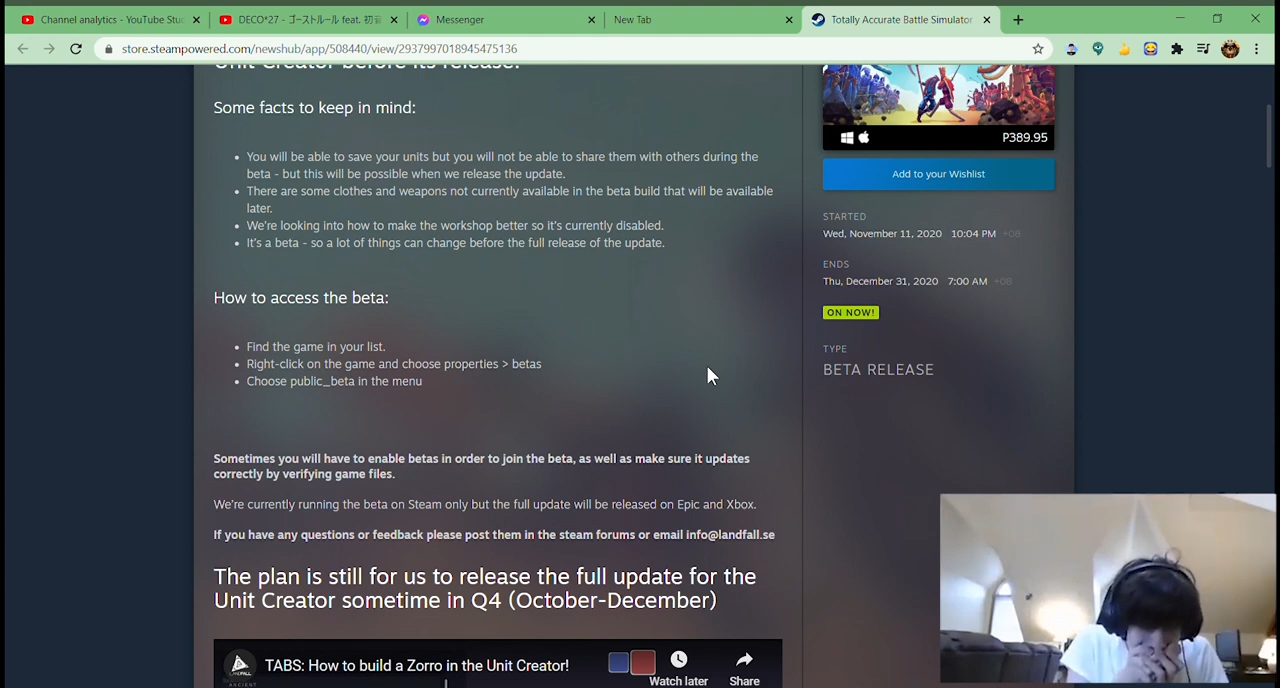 Channel analytics - YouTube Stu
DECO*27 - ゴーストルール feat. 初音
Messenger
New Tab
Totally Accurate Battle Simulator
store.steampowered.com/newshub/app/508440/view/2937997018945475136
Unit Creator before its release!
Some facts to keep in mind:
You will be able to save your units but you will not be able to share them with others during the
beta - but this will be possible when we release the update.
There are some clothes and weapons not currently available in the beta build that will be available
later.
We're looking into how to make the workshop better so it's currently disabled.
It's a beta - so a lot of things can change before the full release of the update.
How to access the beta:
Find the game in your list.
Right-click on the game and choose properties > betas
Choose public_beta in the menu
Sometimes you will have to enable betas in order to join the beta, as well as make sure it updates
correctly by verifying game files.
We're currently running the beta on Steam only but the full update will be released on Epic and Xbox.
If you have any questions or feedback please post them in the steam forums or email info@landfall.se
The plan is still for us to release the full update for the
Unit Creator sometime in Q4 (October-December)
LANDFALL
TABS: How to build a Zorro in the Unit Creator!
Watch later
Share
ANCIENT
P389.95
Add to your Wishlist
STARTED
Wed, November 11, 2020 10:04 PM +08
ENDS
Thu, December 31, 2020 7:00 AM +08
ON NOW!
TYPE
BETA RELEASE